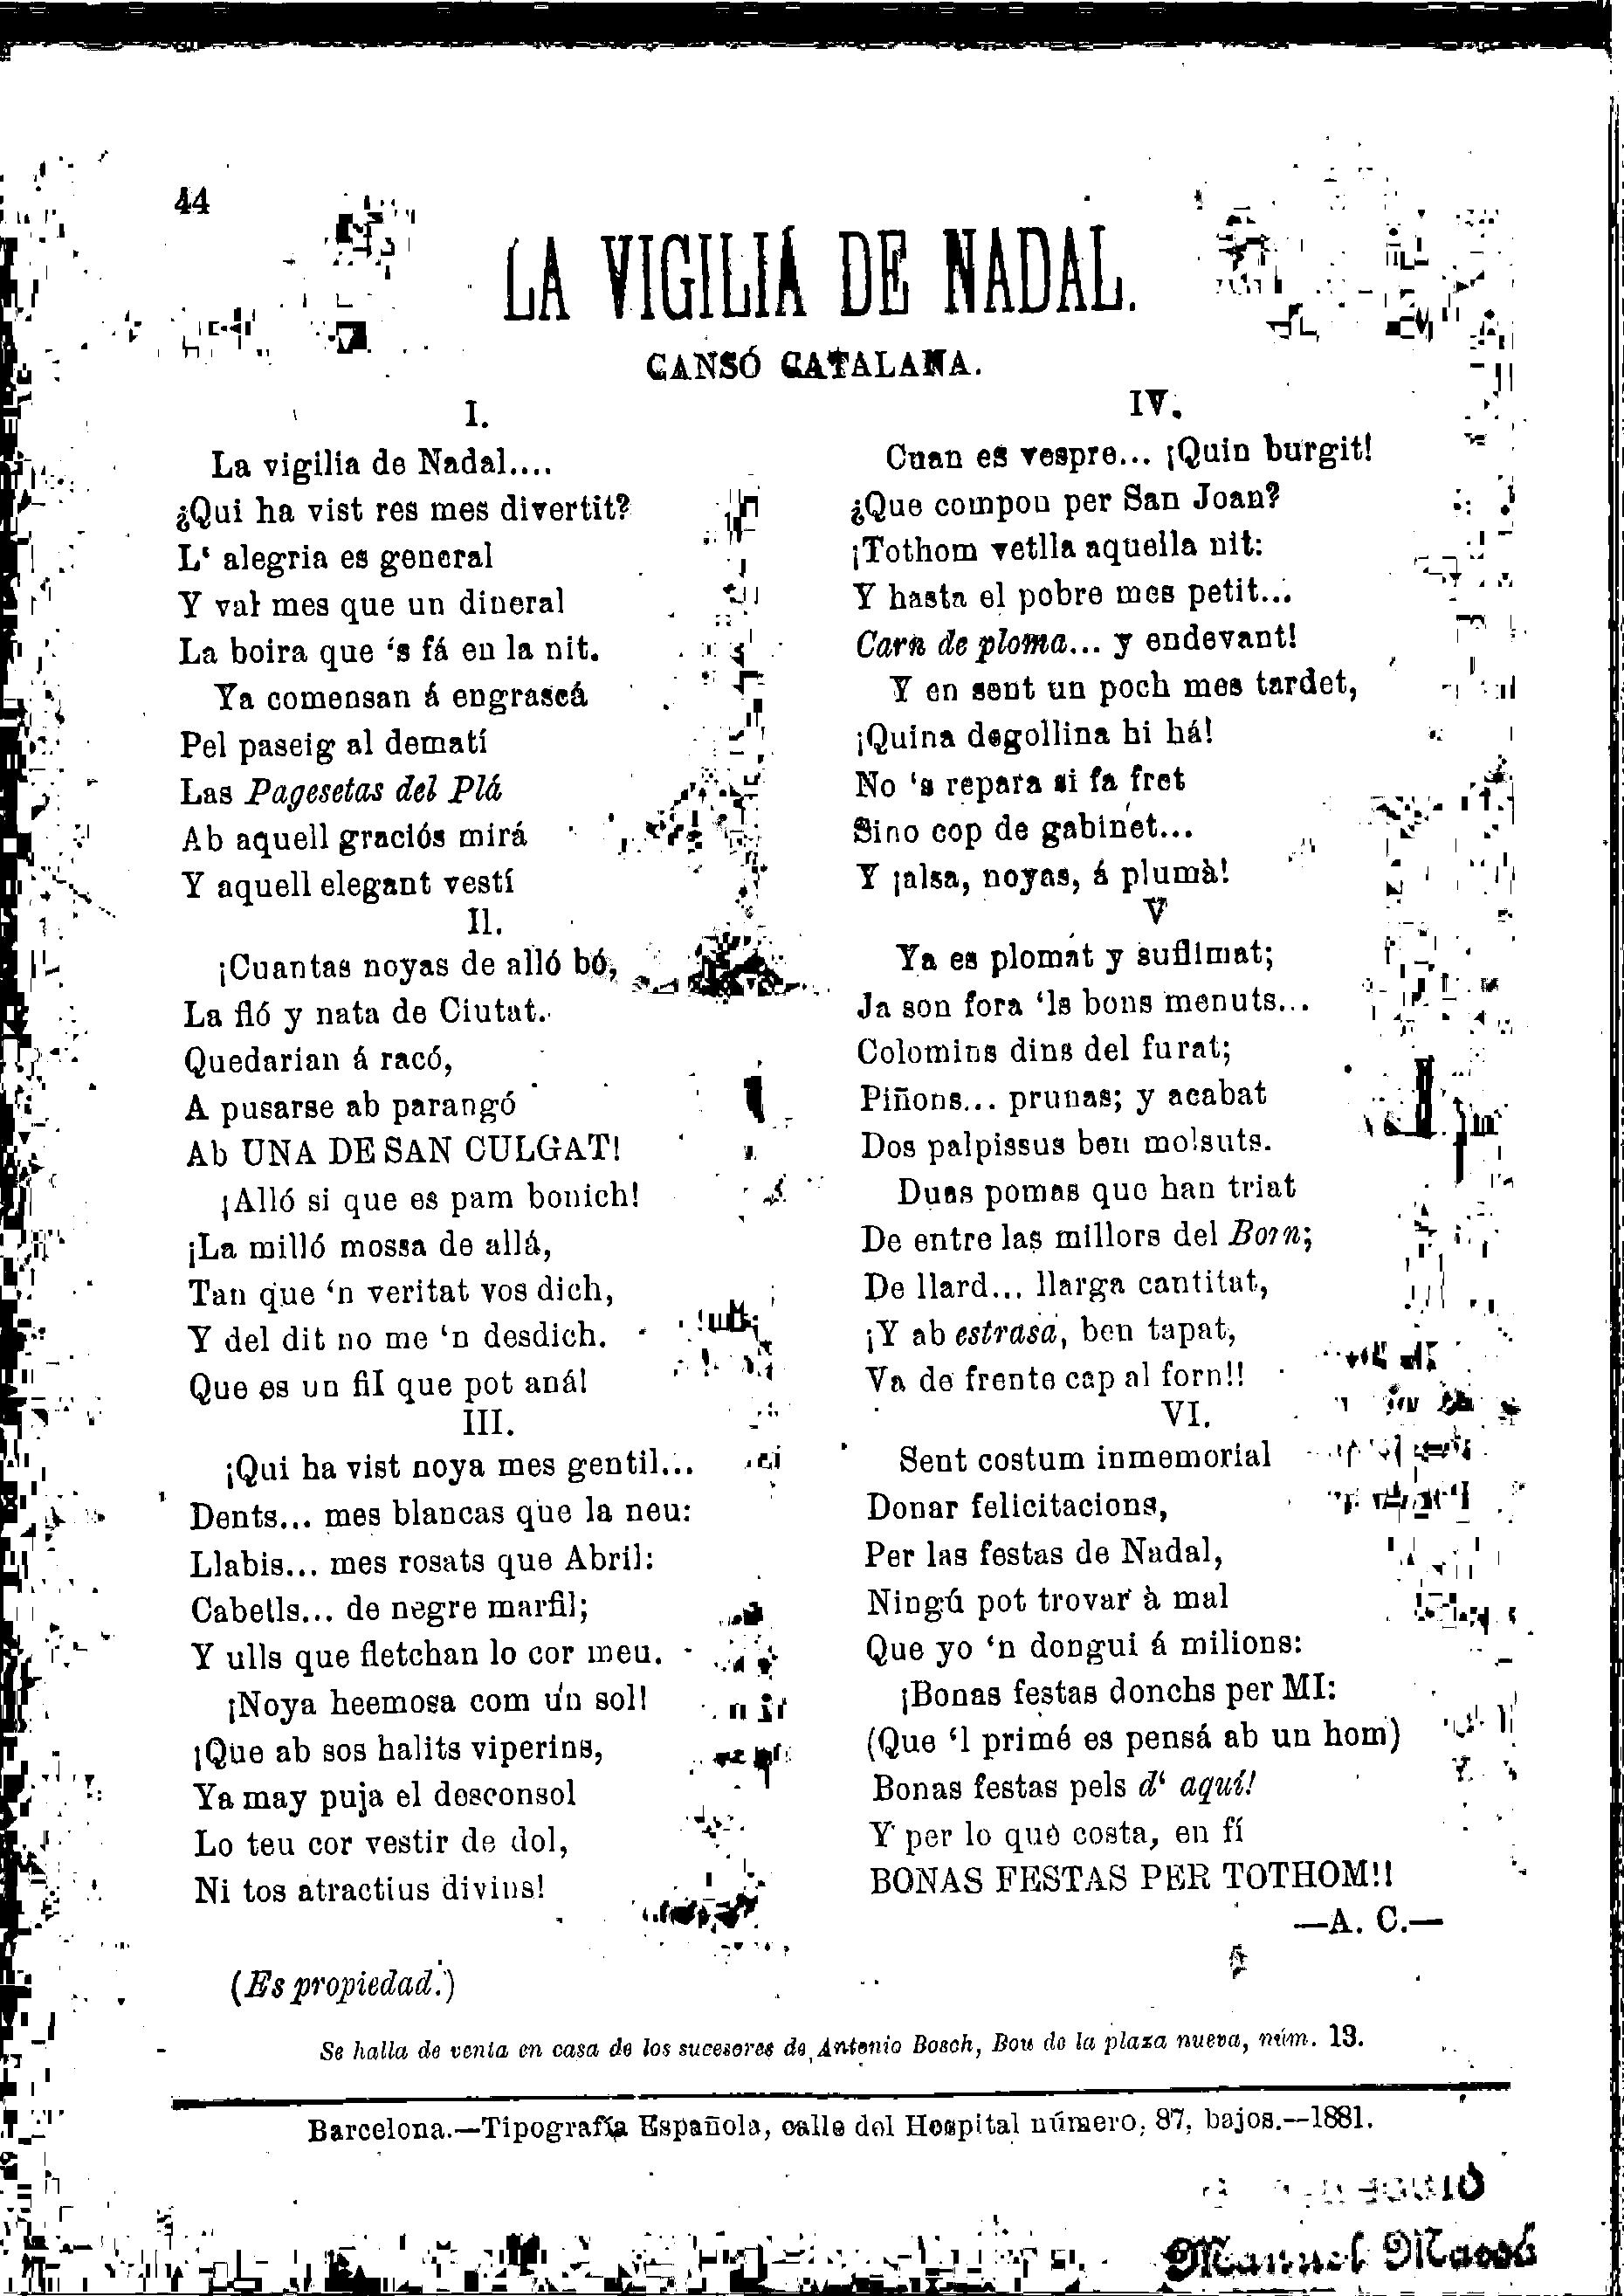 44
LA VIGILIA DE NADAL.
CANSÓ CATALANA.
I.
La vigilia de Nadal....
¿Qui ha vist res mes divertit?
L‘ alegria es general
Y val mes que un dineral
La boira que ‘s fá en la nit.
Ya comensan á engrascá
Pel paseig al dematí
Las Pagesetas del Plá
Ab aquell graciós mirá
Y aquell elegant vestí
II.
¡Cuantas noyas de alló bó,
La fló y nata de Ciutat.
Quedarian á racó,
A pusarse ab parangó
Ab UNA DE SAN CULGAT!
¡Alló si que es pam bonich!
¡La milló mossa de allá,
Tan que ‘n veritat vos dich,
Y del dit no me ‘n desdich.
Que es un fil que pot aná!
III.
¡Qui ha vist noya mes gentil...
Dents... mes blancas que la neu:
Llabis... mes rosats que Abril:
Cabells... de negre marfil;
Y ulls que fletchan lo cor meu.
¡Noya heemosa com un sol!
¡Que ab sos halits viperins,
Ya may puja el desconsol
Lo teu cor vestir de dol,
Ni tos atractius divins!
IV.
Cuan es vespre... ¡Quin burgit!
¿Que compou per San Joan?
¡Tothom vetlla aquella nit:
Y hasta el pobre mes petit...
Carn de ploma... y endevant!
Y en sent un poch mes tardet,
¡Quina degollina hi há!
No ‘s repara si fa fret
Sino cop de gabinet...
Y ¡alsa, noyas, á plumà!
V
Ya es plomat y suflimat;
Ja son fora ‘ls bons menuts...
Colomins dins del furat;
Piñons... prunas; y acabat
Dos palpissus ben molsuts.
Duas pomas que han triat
De entre las millors del Born;
De llard... llarga cantitat,
¡Y ab estrasa, ben tapat,
Va de frente cap al forn!!
VI.
Sent costum inmemorial
Donar felicitacions,
Per las festas de Nadal,
Ningú pot trovar à mal
Que yo ‘n dongui á milions:
¡Bonas festas donchs per MI:
(Que ‘l primé es pensá ab un hom)
Bonas festas pels d‘ aquí!
Y per lo que costa, en fí
BONAS FESTAS PER TOTHOM!!
—A. C.—
(Es propiedad.)
Se halla de venta en casa de los sucesores de Antonio Bosch, Bou de la plaza nueva, núm. 13.
Barcelona.—Tipografía Española, calle del Hospital número, 87, bajos.—1881.
Manuel Massó